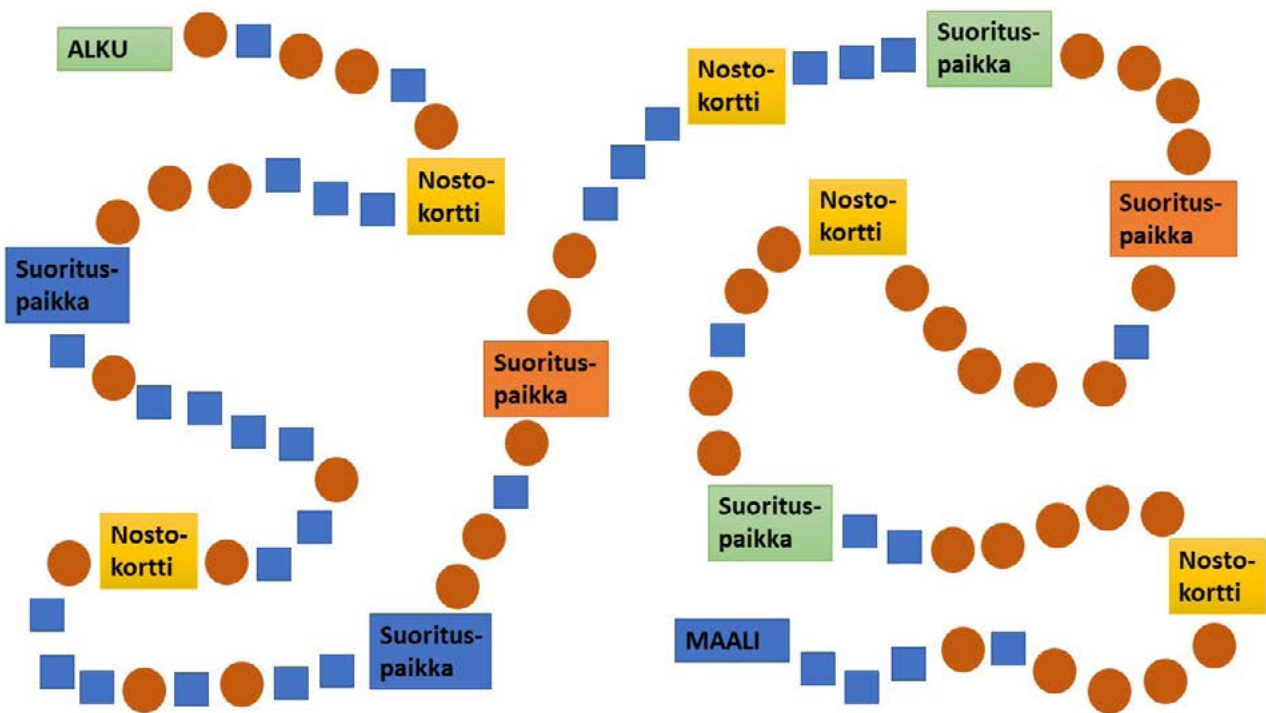 ALKU
Nosto-
kortti
Suoritus-
paikka
Nosto-
kortti
Suoritus-
paikka
Suoritus-
paikka
Nosto-
kortti
Suoritus-
paikka
Suoritus-
paikka
Nosto-
kortti
Suoritus-
paikka
Nosto-
kortti
MAALI